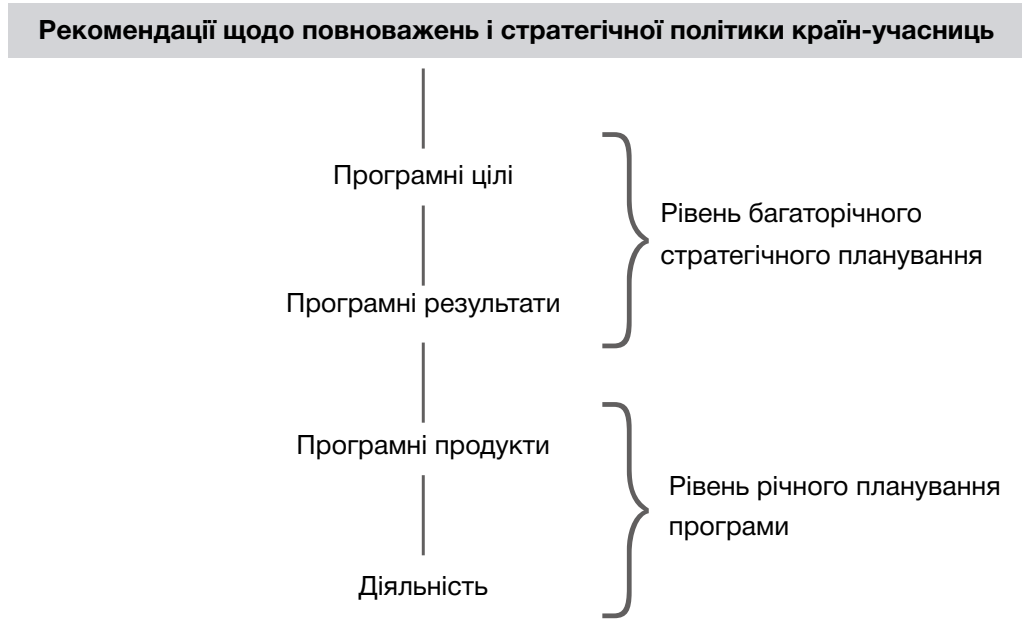 Рекомендації щодо повноважень і стратегічної політики країн-учасниць
Програмні цілі
Рівень багаторічного
стратегічного планування
Програмні результати
Програмні продукти
Рівень річного планування
програми
Діяльність